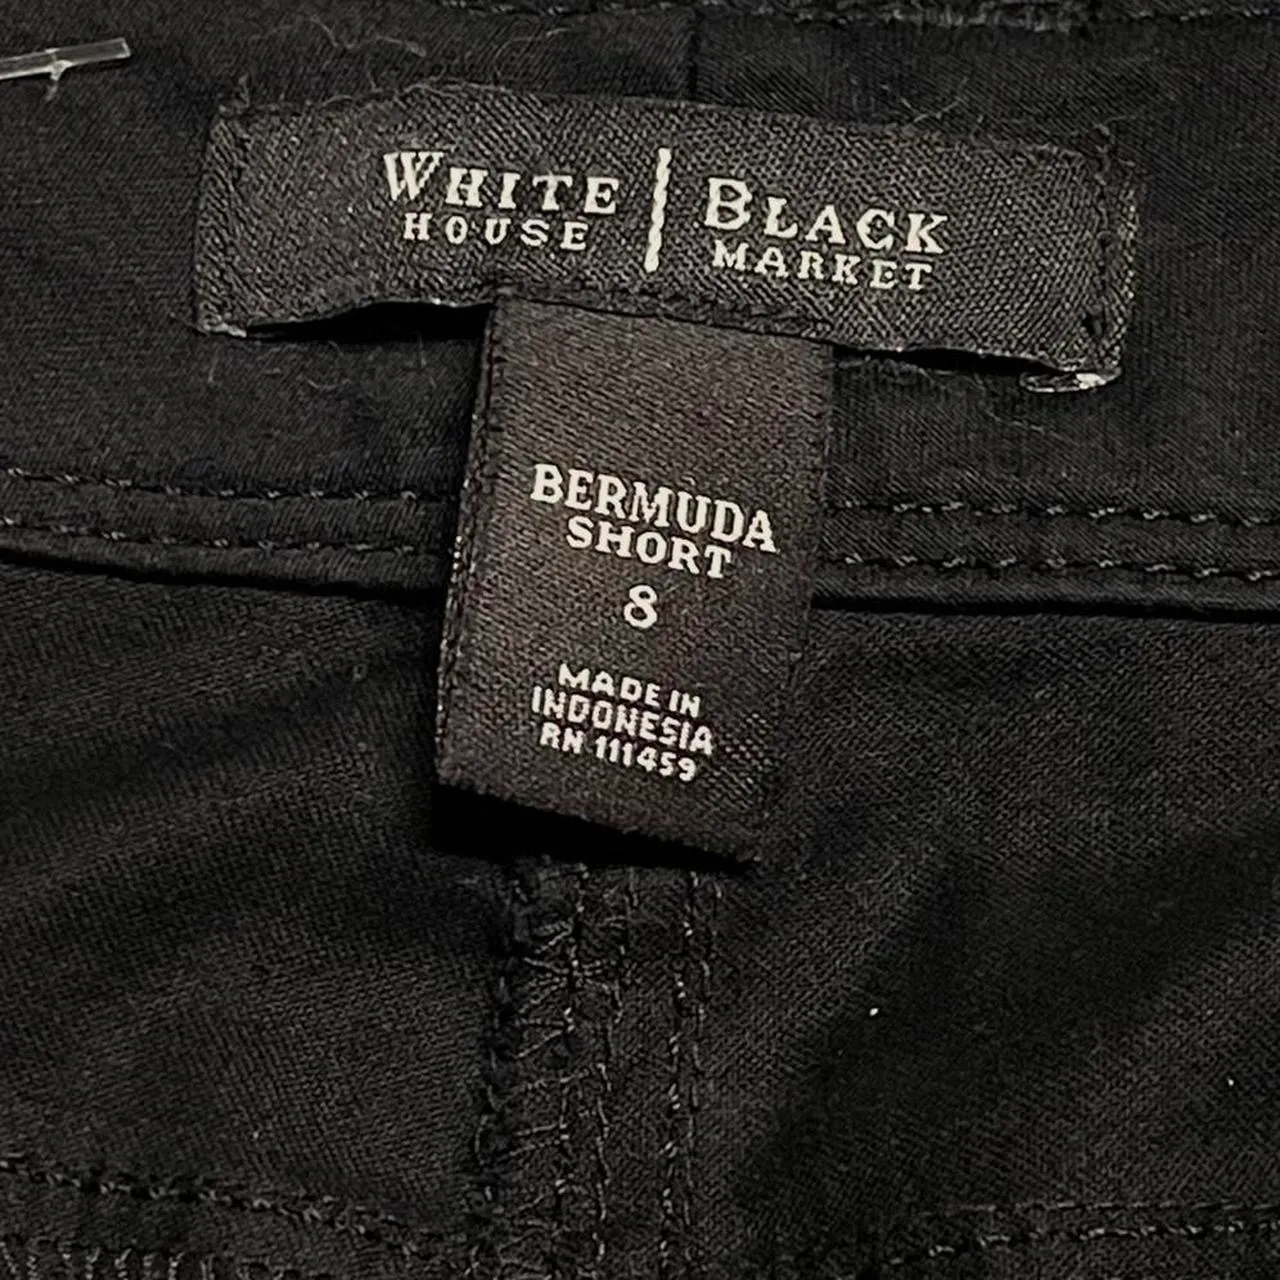 WHITE | BLACK
HOUSE MARKET
BERMUDA
SHORT
8
MADE IN
INDONESIA
RN 111459